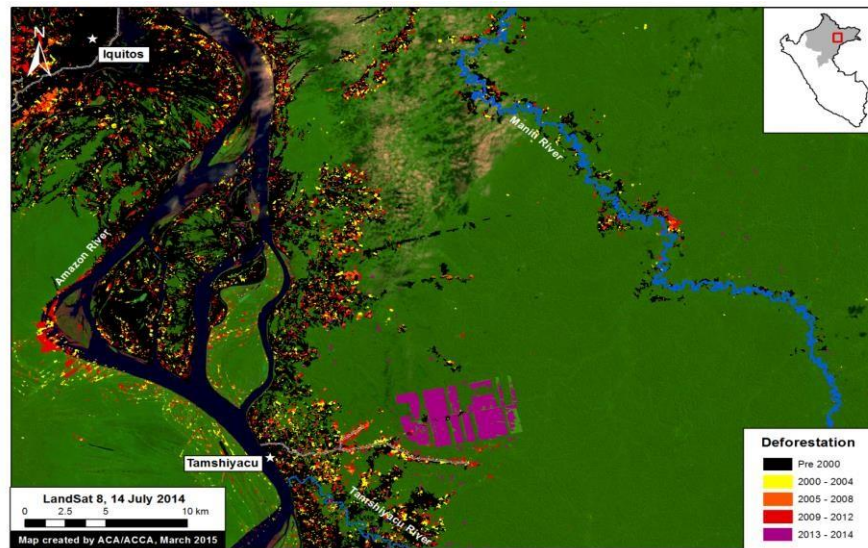 N
Iquitos
Maniti River
Amazon River
Tamshiyacu
Tamshiyacu River
LandSat 8, 14 July 2014
0 2.5 5 10 km
Map created by ACA/ACCA, March 2015
Deforestation
Pre 2000
2000 - 2004
2005 - 2008
2009 - 2012
2013 - 2014